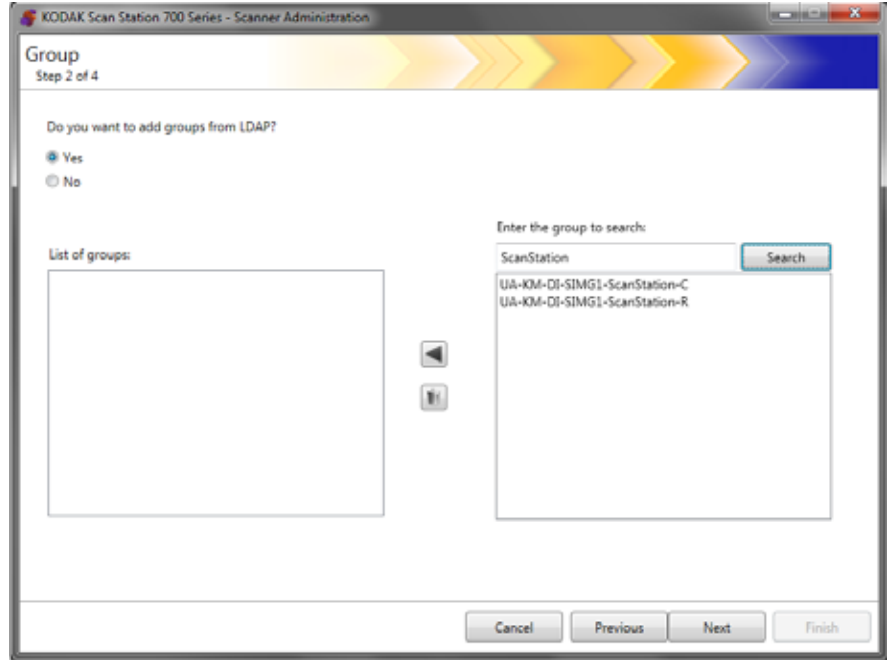 KODAK Scan Station 700 Series - Scanner Administration
Group
Step 2 of 4
Do you want to add groups from LDAP?
Yes
No
Enter the group to search:
List of groups:
ScanStation
Search
UA-KM-DI-SIMG1-ScanStation-C
UA-KM-DI-SIMG1-ScanStation-R
Cancel
Previous
Next
Finish